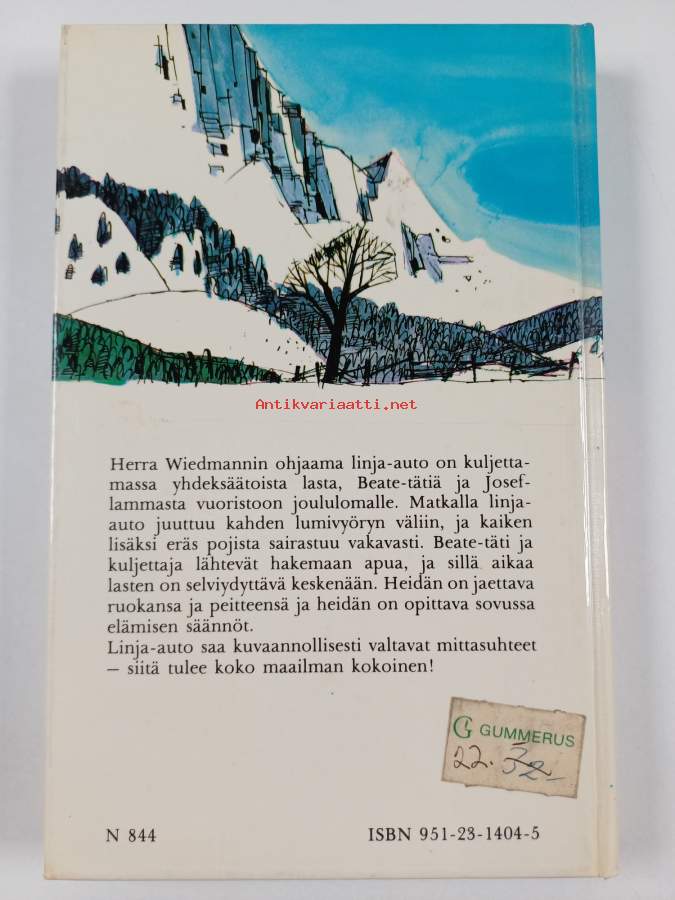 Antikvariaatti.net
Herra Wiedmannin ohjaama linja-auto on kuljetta-
massa yhdeksäätoista lasta, Beate-tätiä ja Josef-
lammasta vuoristoon joululomalle. Matkalla linja-
auto juuttuu kahden lumivyöryn väliin, ja kaiken
lisäksi eräs pojista sairastuu vakavasti. Beate-täti ja
kuljettaja lähtevät hakemaan apua, ja sillä aikaa
lasten on selviydyttävä keskenään. Heidän on jaettava
ruokansa ja peitteensä ja heidän on opittava sovussa
elämisen säännöt.
Linja-auto saa kuvaannollisesti valtavat mittasuhteet
— siitä tulee koko maailman kokoinen!
G GUMMERUS
22.
N 844 ISBN 951-23-1404-5